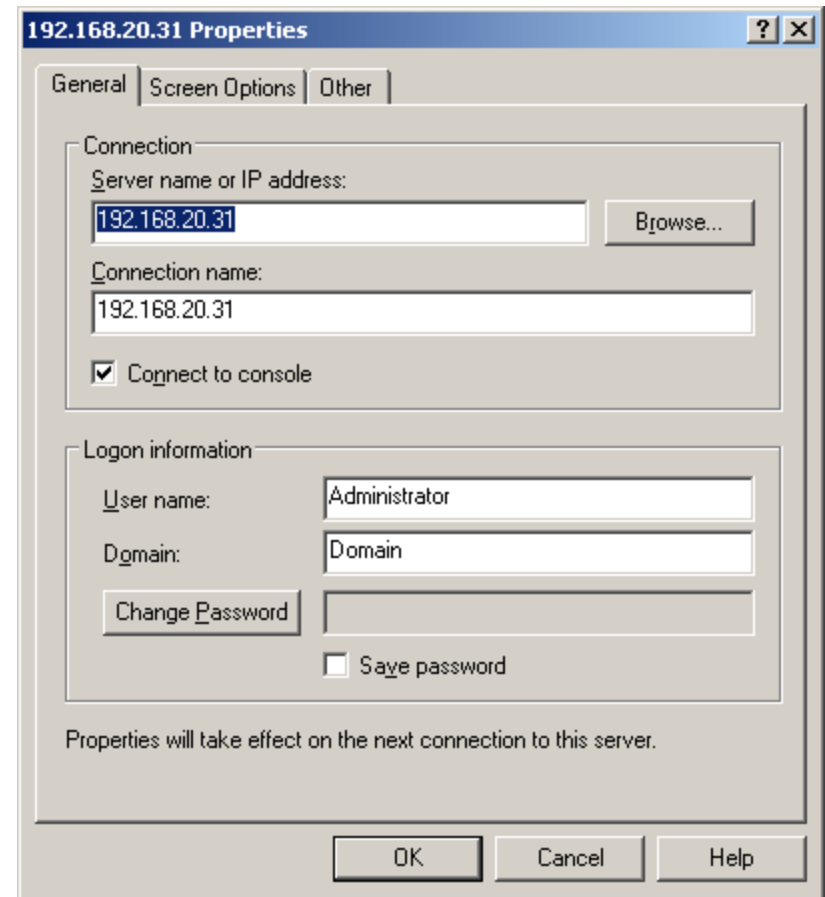 192.168.20.31 Properties
General Screen Options Other
Connection
Server name or IP address:
192.168.20.31 Browse...
Connection name:
192.168.20.31
Connect to console
Logon information
User name: Administrator
Domain: Domain
Change Password
Save password
Properties will take effect on the next connection to this server.
OK Cancel Help